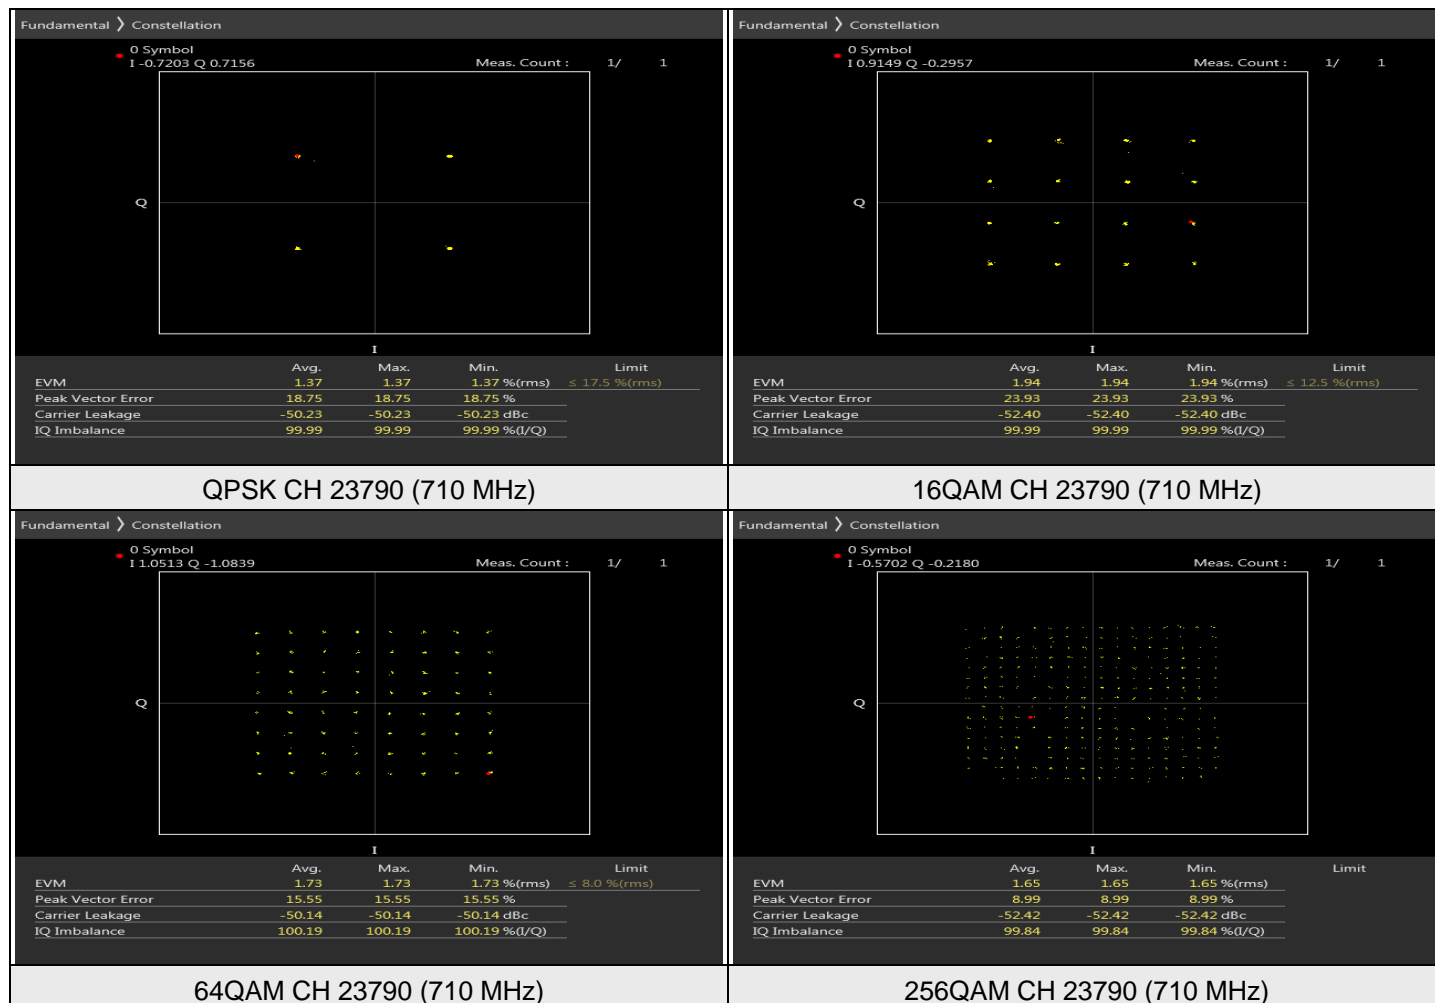 Fundamental ❯ Constellation
0 Symbol
I -0.7203 Q 0.7156 Meas. Count : 1/ 1
Q
I
Avg. Max. Min. Limit
EVM 1.37 1.37 1.37 %(rms) ≤ 17.5 %(rms)
Peak Vector Error 18.75 18.75 18.75 %
Carrier Leakage -50.23 -50.23 -50.23 dBc
IQ Imbalance 99.99 99.99 99.99 %(I/Q)
QPSK CH 23790 (710 MHz)
Fundamental ❯ Constellation
0 Symbol
I 0.9149 Q -0.2957 Meas. Count : 1/ 1
Q
I
Avg. Max. Min. Limit
EVM 1.94 1.94 1.94 %(rms) ≤ 12.5 %(rms)
Peak Vector Error 23.93 23.93 23.93 %
Carrier Leakage -52.40 -52.40 -52.40 dBc
IQ Imbalance 99.99 99.99 99.99 %(I/Q)
16QAM CH 23790 (710 MHz)
Fundamental ❯ Constellation
0 Symbol
I 1.0513 Q -1.0839 Meas. Count : 1/ 1
Q
I
Avg. Max. Min. Limit
EVM 1.73 1.73 1.73 %(rms) ≤ 8.0 %(rms)
Peak Vector Error 15.55 15.55 15.55 %
Carrier Leakage -50.14 -50.14 -50.14 dBc
IQ Imbalance 100.19 100.19 100.19 %(I/Q)
64QAM CH 23790 (710 MHz)
Fundamental ❯ Constellation
0 Symbol
I -0.5702 Q -0.2180 Meas. Count : 1/ 1
Q
I
Avg. Max. Min. Limit
EVM 1.65 1.65 1.65 %(rms)
Peak Vector Error 8.99 8.99 8.99 %
Carrier Leakage -52.42 -52.42 -52.42 dBc
IQ Imbalance 99.84 99.84 99.84 %(I/Q)
256QAM CH 23790 (710 MHz)